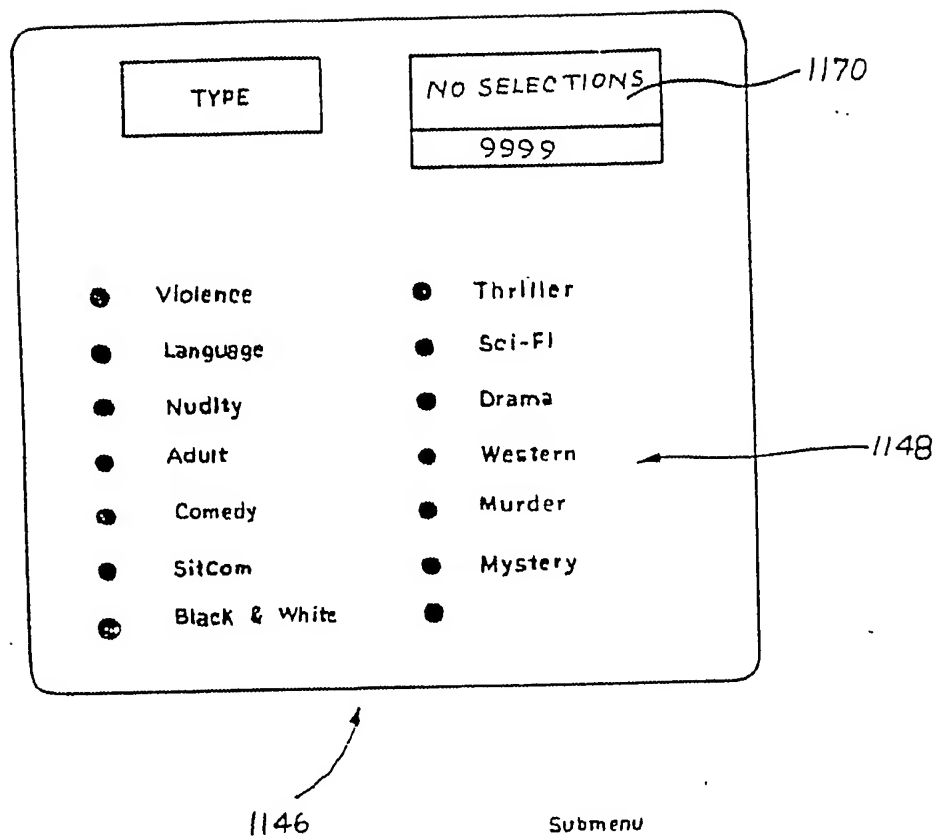 TYPE
NO SELECTIONS
9999
1170
Violence
Language
Nudity
Adult
Comedy
SitCom
Black & White
Thriller
Sci-Fi
Drama
Western
Murder
Mystery
1148
1146
Submenu